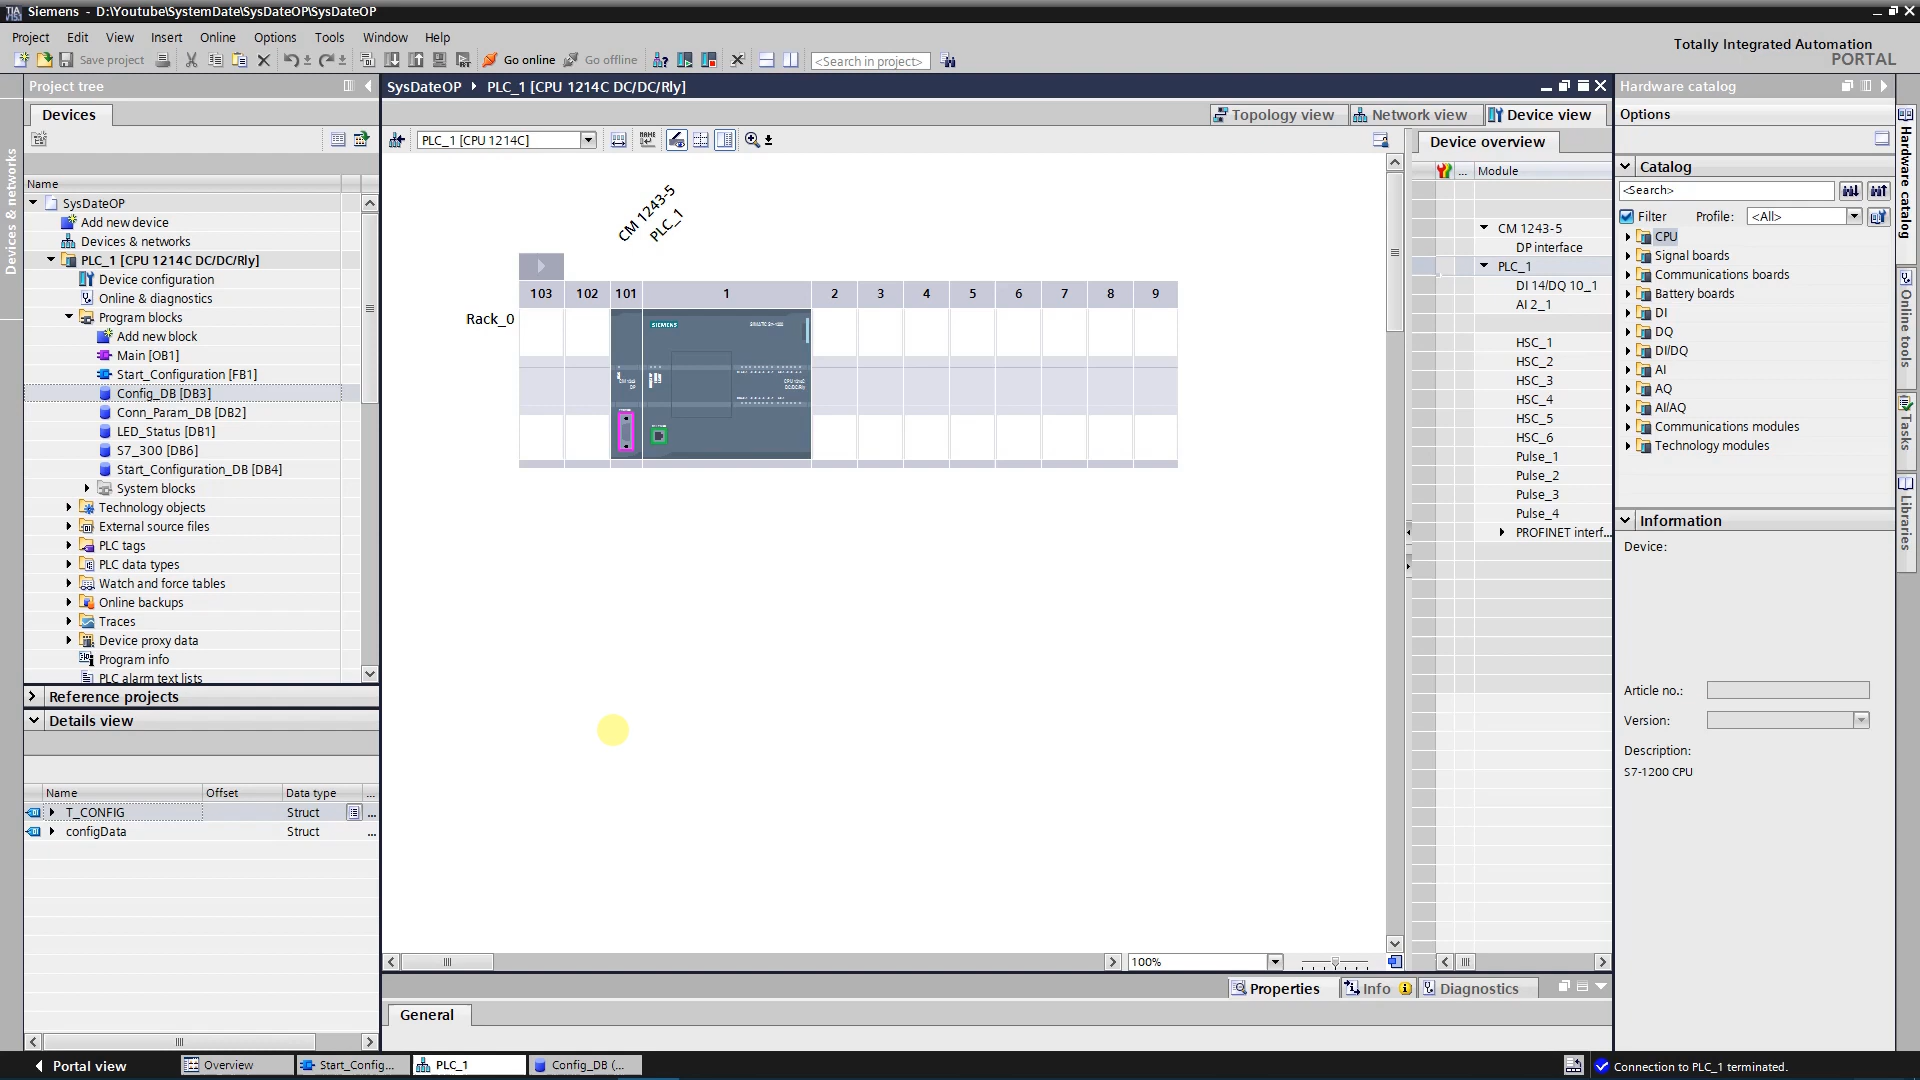 Siemens - D:\Youtube\SystemDate\SysDateOP\SysDateOP
Project Edit View Insert Online Options Tools Window Help
Totally Integrated Automation
PORTAL
Save project
Go online
Go offline
<Search in project>
Project tree
SysDateOP
PLC_1 [CPU 1214C DC/DC/Rly]
Hardware catalog
Devices
Topology view
Network view
Device view
Options
PLC_1 [CPU 1214C]
Device overview
... Module
Devices & networks
Name
SysDateOP
Add new device
Devices & networks
PLC_1 [CPU 1214C DC/DC/Rly]
Device configuration
Online & diagnostics
Program blocks
Add new block
Main [OB1]
Start_Configuration [FB1]
Config_DB [DB3]
Conn_Param_DB [DB2]
LED_Status [DB1]
S7_300 [DB6]
Start_Configuration_DB [DB4]
System blocks
Technology objects
External source files
PLC tags
PLC data types
Watch and force tables
Online backups
Traces
Device proxy data
Program info
PLC alarm text lists
Reference projects
Details view
Name Offset Data type ...
T_CONFIG Struct ...
configData Struct ...
CM 1243-5
PLC_1
103 102 101 1 2 3 4 5 6 7 8 9
Rack_0
SIEMENS
100%
CM 1243-5
DP interface
PLC_1
DI 14/DQ 10_1
AI 2_1
HSC_1
HSC_2
HSC_3
HSC_4
HSC_5
HSC_6
Pulse_1
Pulse_2
Pulse_3
Pulse_4
PROFINET interf...
Catalog
<Search>
Filter Profile: <All>
CPU
Signal boards
Communications boards
Battery boards
DI
DQ
DI/DQ
AI
AQ
AI/AQ
Communications modules
Technology modules
Information
Device:
Article no.:
Version:
Description:
S7-1200 CPU
Hardware catalog
Online tools
Tasks
Libraries
Properties
Info
Diagnostics
General
Portal view
Overview
Start_Config...
PLC_1
Config_DB (...
Connection to PLC_1 terminated.